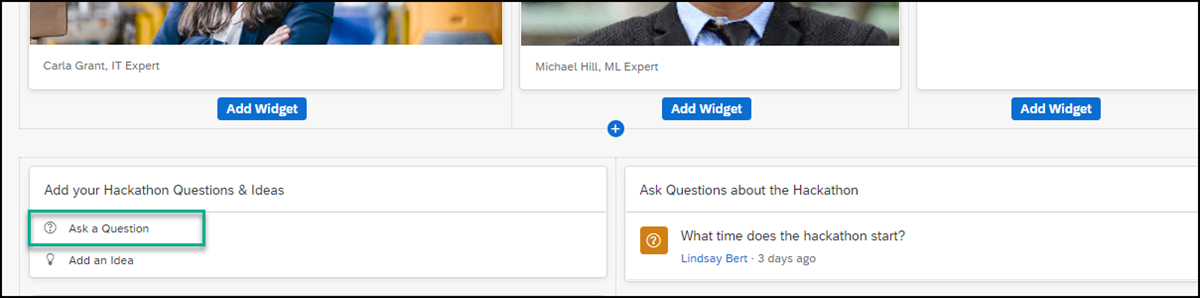 Carla Grant, IT Expert
Michael Hill, ML Expert
Add Widget
Add Widget
Add Widget
Add your Hackathon Questions & Ideas
Ask a Question
Add an Idea
Ask Questions about the Hackathon
What time does the hackathon start?
Lindsay Bert · 3 days ago